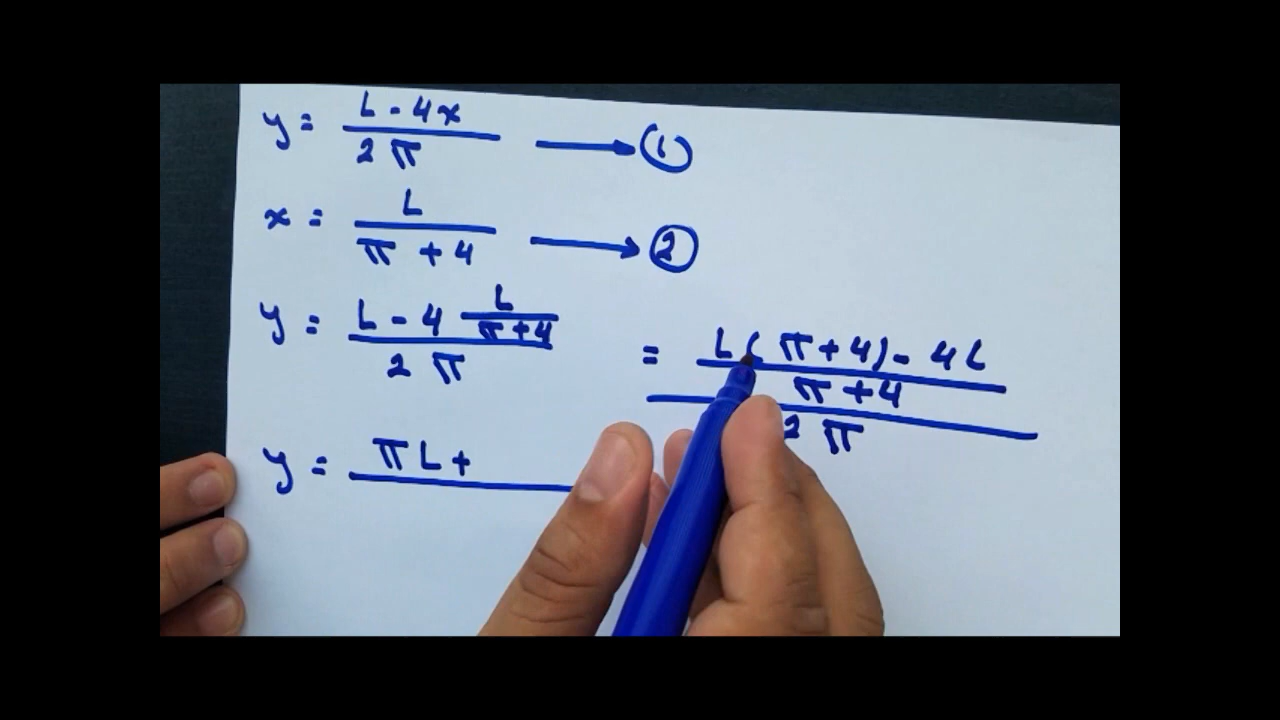 y = L - 4x / 2π → ①
x = L / π + 4 → ②
y = L - 4 L / π + 4 / 2π = L(π + 4) - 4L / π + 4 / 2π
y = πL +